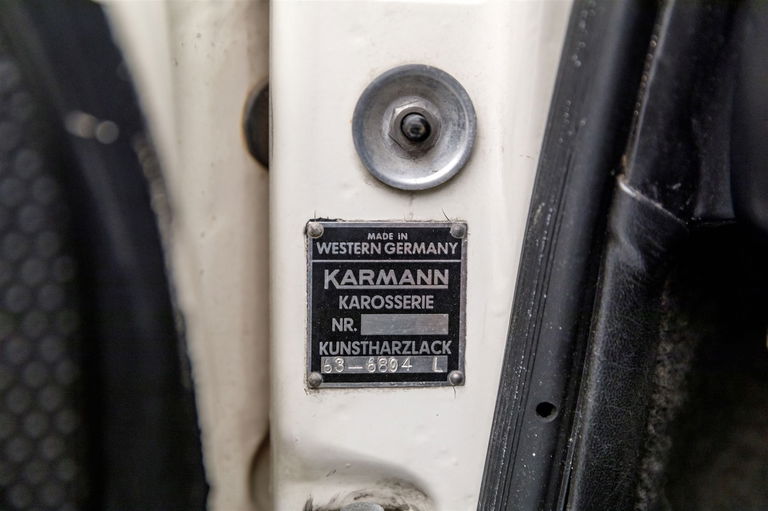 MADE IN
WESTERN GERMANY
KARMANN
KAROSSERIE
NR.
KUNSTHARZLACK
63-6804 L